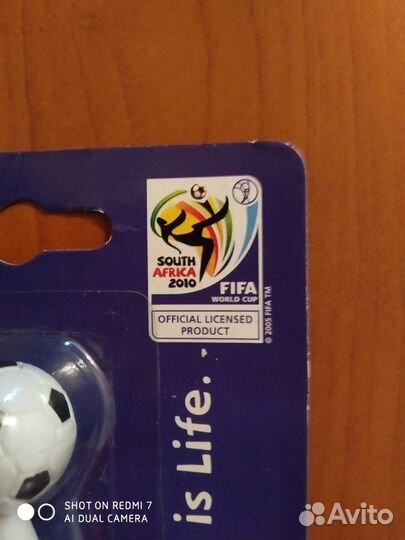 SOUTH
AFRICA
2010
FIFA
WORLD CUP
OFFICIAL LICENSED
PRODUCT
© 2005 FIFA TM
is Life. -
SHOT ON REDMI 7
AI DUAL CAMERA
Avito